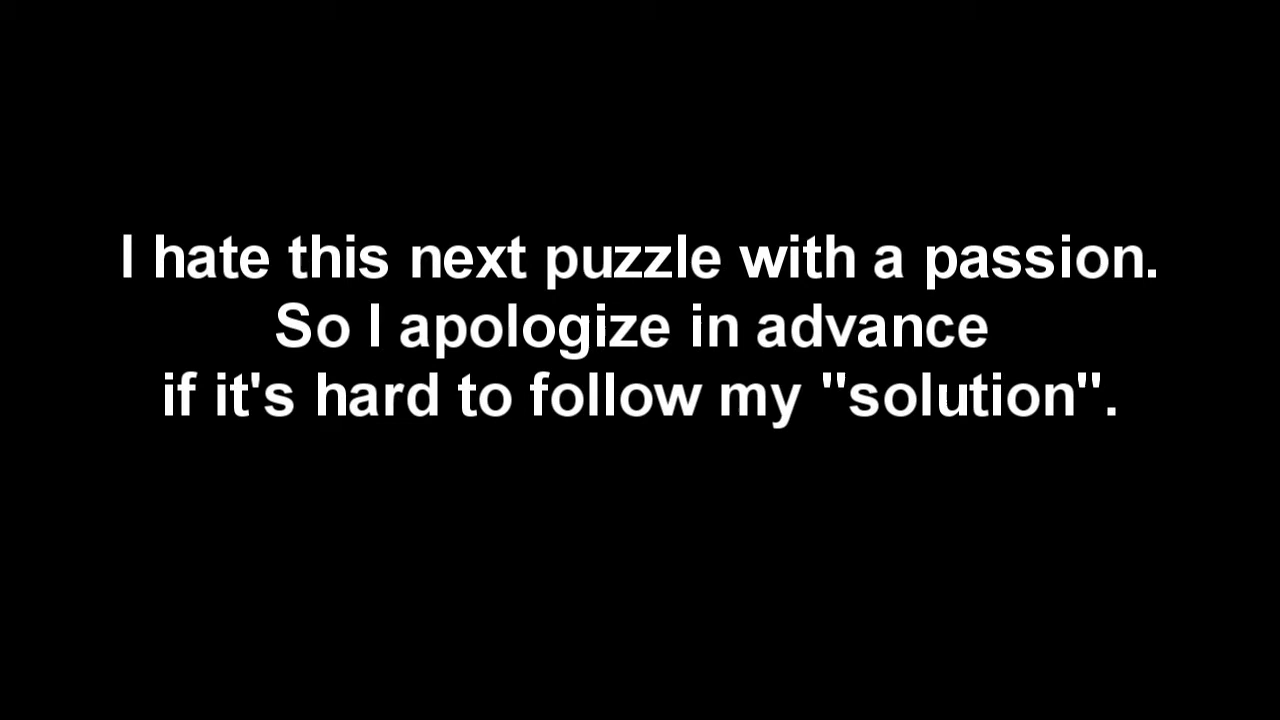 I hate this next puzzle with a passion.
So I apologize in advance
if it's hard to follow my "solution".